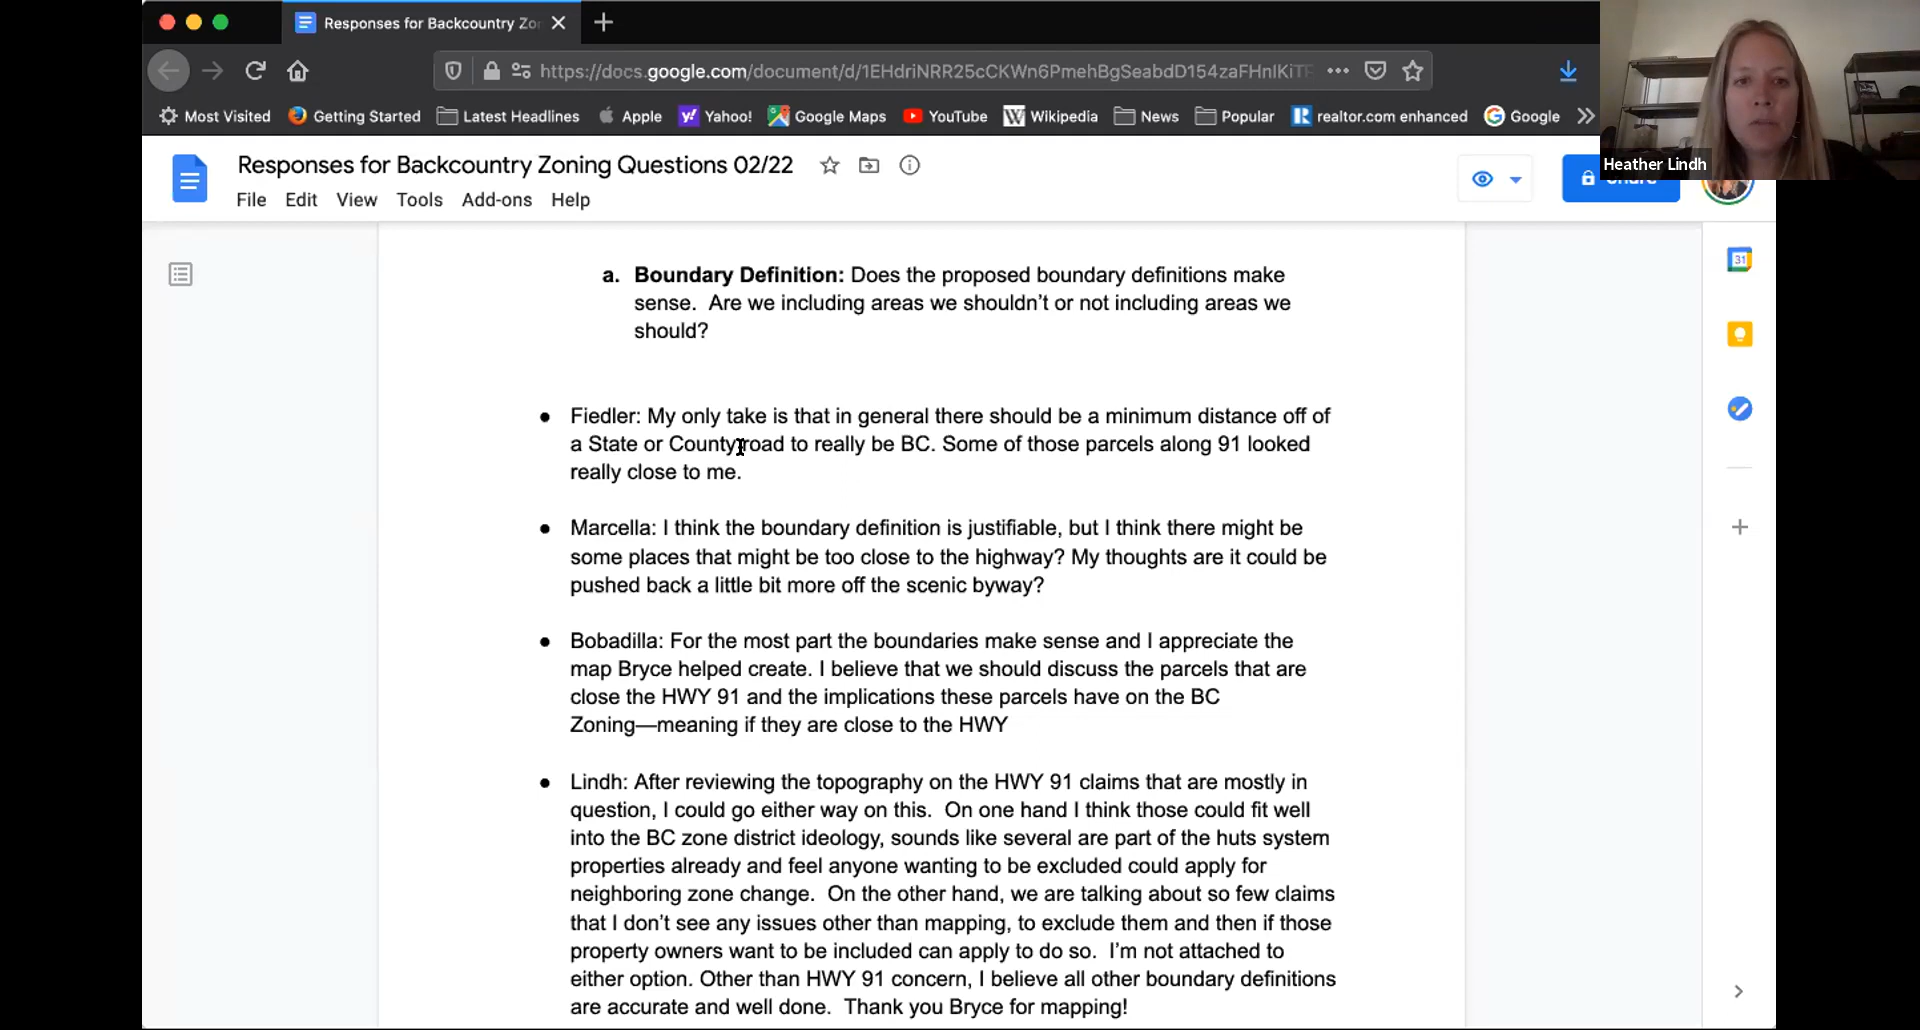 Responses for Backcountry Zo
https://docs.google.com/document/d/1EHdriNRR25cCKWn6PmehBgSeabdD154zaFHnIKiTF
Most Visited Getting Started Latest Headlines Apple Yahoo! Google Maps YouTube Wikipedia News Popular realtor.com enhanced Google
Heather Lindh
Responses for Backcountry Zoning Questions 02/22
Share
File Edit View Tools Add-ons Help
31
a. Boundary Definition: Does the proposed boundary definitions make
sense. Are we including areas we shouldn't or not including areas we
should?
● Fiedler: My only take is that in general there should be a minimum distance off of
a State or County road to really be BC. Some of those parcels along 91 looked
really close to me.
● Marcella: I think the boundary definition is justifiable, but I think there might be
some places that might be too close to the highway? My thoughts are it could be
pushed back a little bit more off the scenic byway?
● Bobadilla: For the most part the boundaries make sense and I appreciate the
map Bryce helped create. I believe that we should discuss the parcels that are
close the HWY 91 and the implications these parcels have on the BC
Zoning—meaning if they are close to the HWY
● Lindh: After reviewing the topography on the HWY 91 claims that are mostly in
question, I could go either way on this. On one hand I think those could fit well
into the BC zone district ideology, sounds like several are part of the huts system
properties already and feel anyone wanting to be excluded could apply for
neighboring zone change. On the other hand, we are talking about so few claims
that I don't see any issues other than mapping, to exclude them and then if those
property owners want to be included can apply to do so. I'm not attached to
either option. Other than HWY 91 concern, I believe all other boundary definitions
are accurate and well done. Thank you Bryce for mapping!